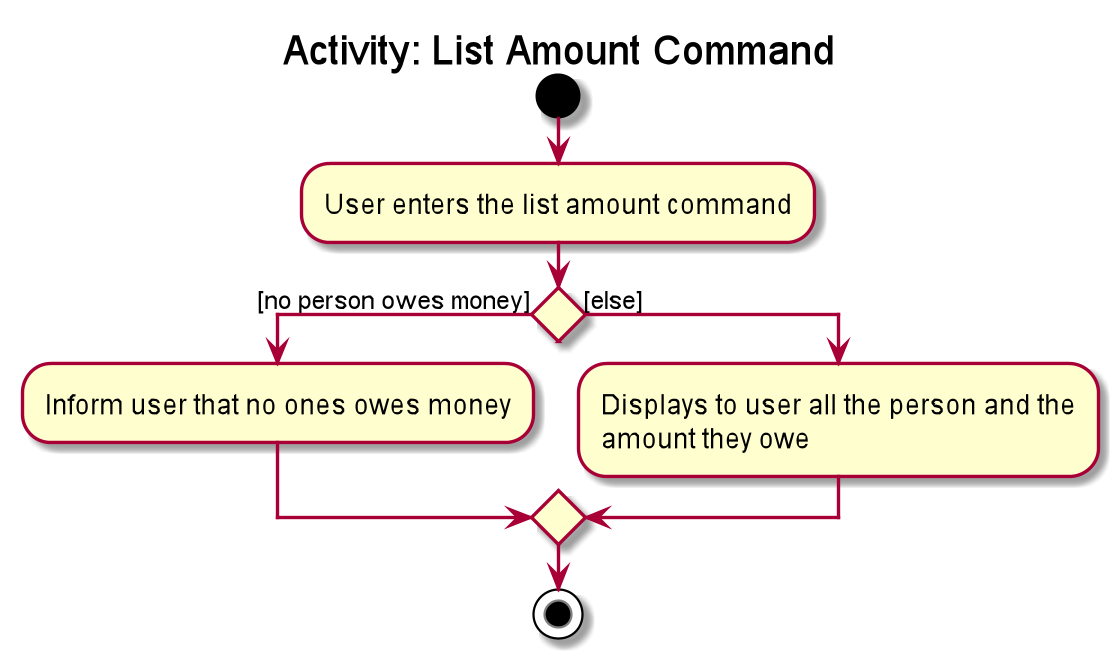 Activity: List Amount Command
User enters the list amount command
[no person owes money]
[else]
Inform user that no ones owes money
Displays to user all the person and the
amount they owe